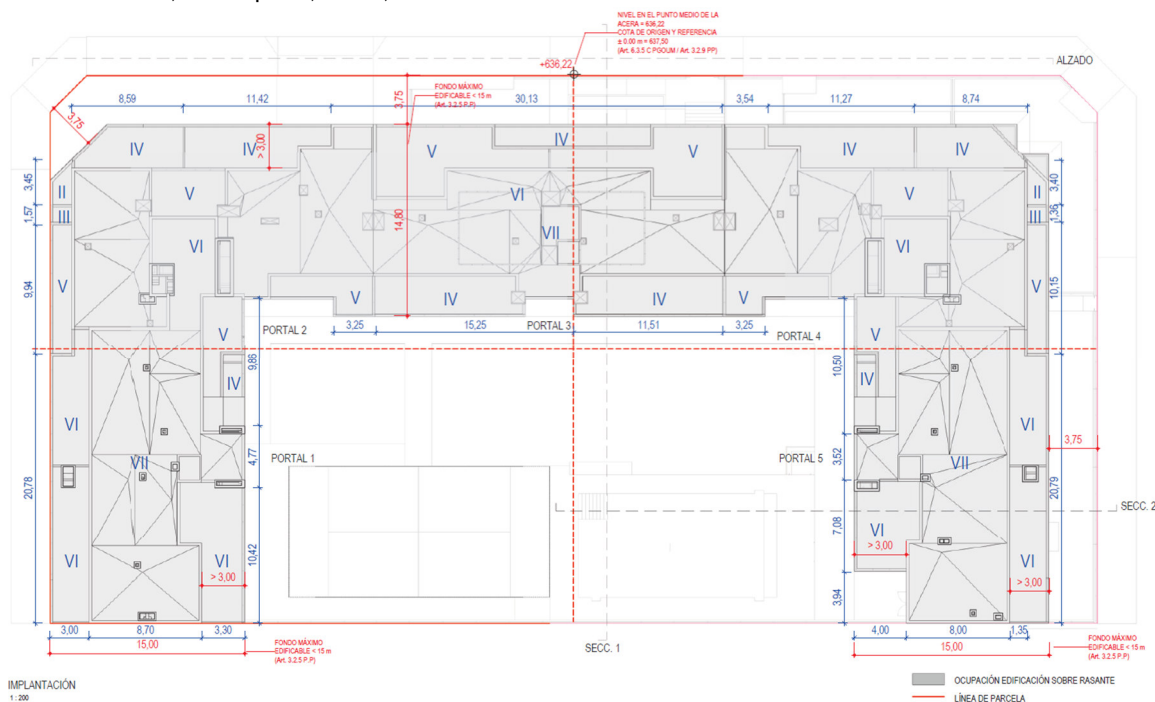 NIVEL EN EL PUNTO MEDIO DE LA
ACERA = 636,22
COTA DE ORIGEN Y REFERENCIA
± 0.00 m = 637,50
(Art. 6.3.5 C PGOUM / Art. 3.2.9 PP)
+636,22
ALZADO
FONDO MÁXIMO
EDIFICABLE < 15 m
(Art. 3.2.5 P.P)
8,59
11,42
3,75
30,13
3,54
11,27
8,74
3,75
IV
IV
> 3,00
V
IV
V
IV
IV
3,45
II
V
VI
V
II
3,40
1,57
III
14,80
III
1,36
VI
VII
VI
9,94
V
V
10,15
V
IV
IV
V
V
V
PORTAL 2
3,25
15,25
PORTAL 3
11,51
3,25
PORTAL 4
9,86
10,50
IV
IV
VI
VI
3,75
PORTAL 1
PORTAL 5
4,77
3,52
VII
VII
20,78
20,79
SECC. 2
10,42
7,08
VI
VI
VI
VI
> 3,00
> 3,00
> 3,00
3,94
3,00
8,70
3,30
4,00
8,00
1,35
15,00
15,00
FONDO MÁXIMO
EDIFICABLE < 15 m
(Art. 3.2.5 P.P)
SECC. 1
FONDO MÁXIMO
EDIFICABLE < 15 m
(Art. 3.2.5 P.P)
IMPLANTACIÓN
1 : 200
OCUPACIÓN EDIFICACIÓN SOBRE RASANTE
LÍNEA DE PARCELA